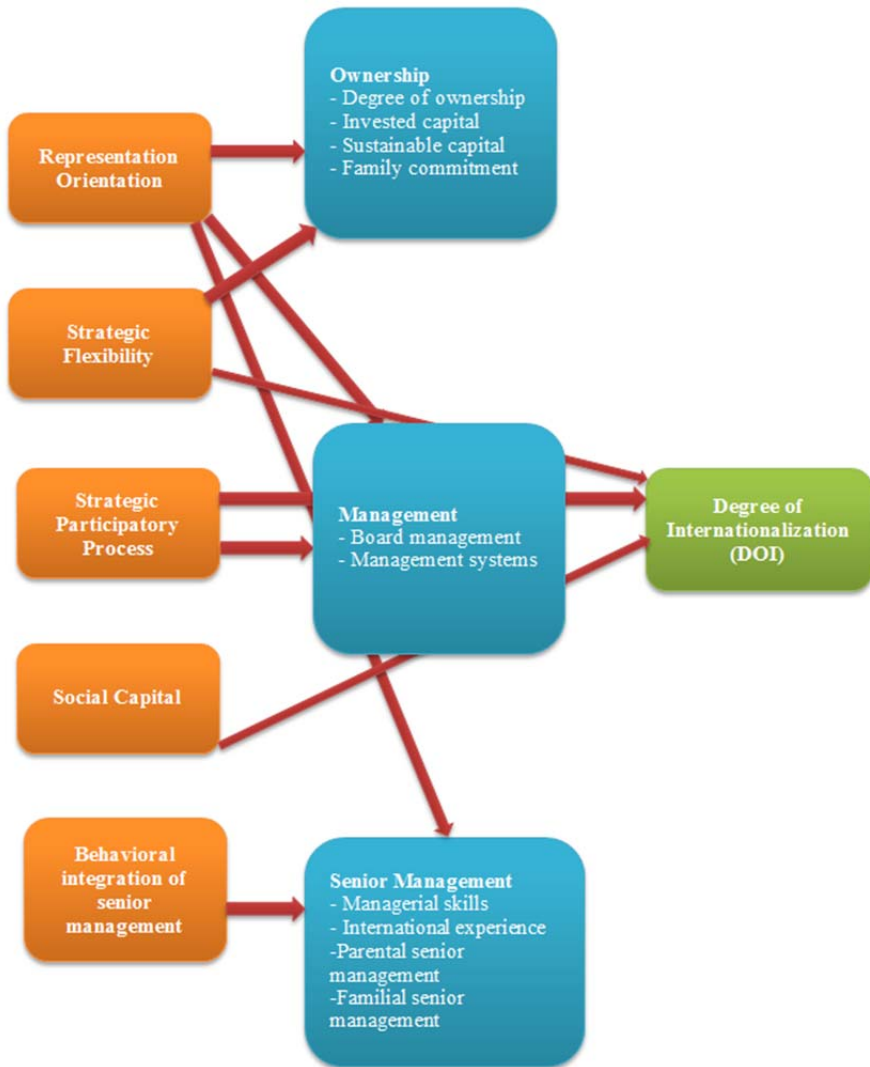 Ownership
- Degree of ownership
- Invested capital
- Sustainable capital
- Family commitment
Representation
Orientation
Strategic
Flexibility
Strategic
Participatory
Process
Management
- Board management
- Management systems
Degree of
Internationalization
(DOI)
Social Capital
Behavioral
integration of
senior
management
Senior Management
- Managerial skills
- International experience
-Parental senior
management
-Familial senior
management